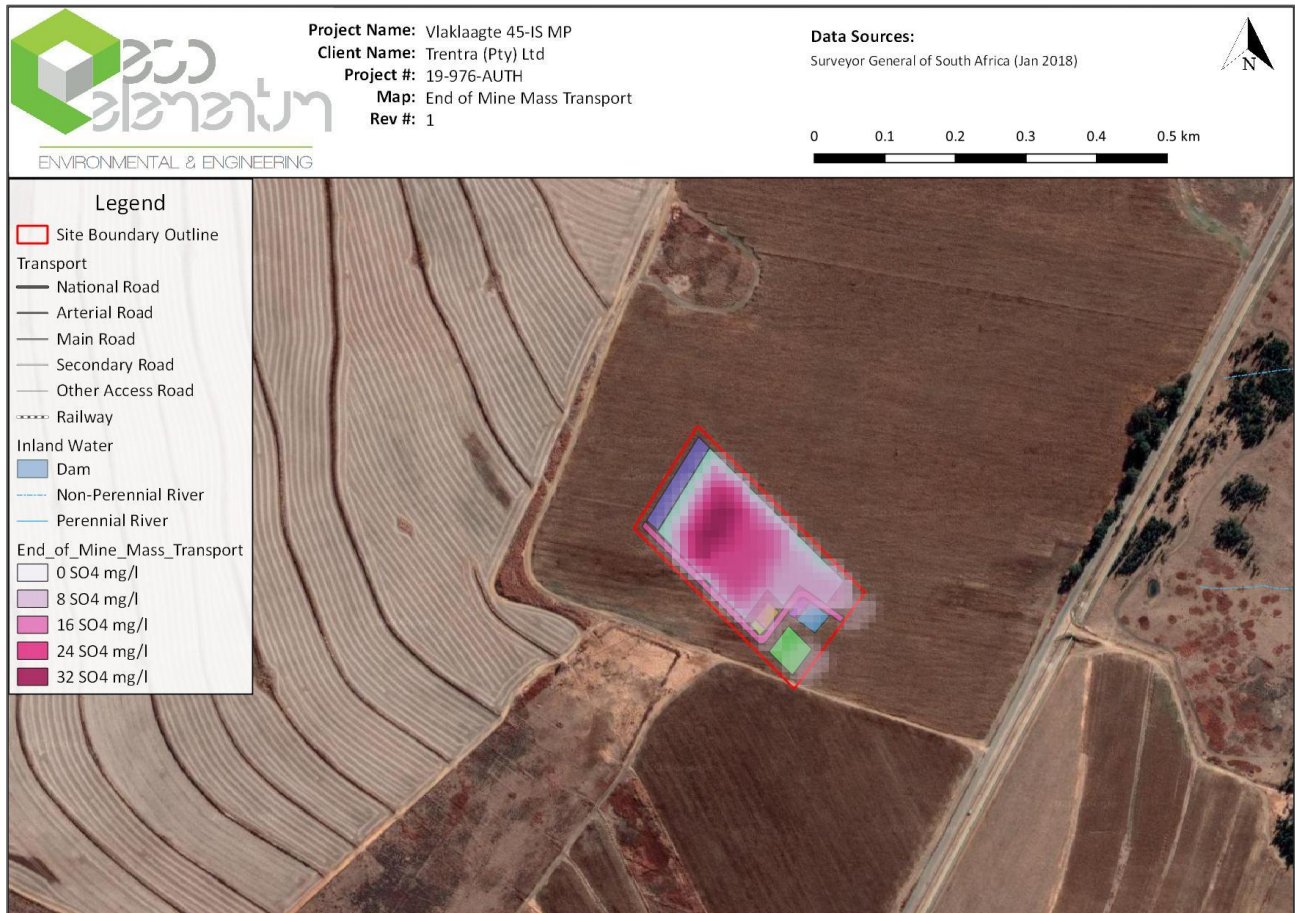 eco
elementum
ENVIRONMENTAL & ENGINEERING
Project Name: Vlaklaagte 45-IS MP
Client Name: Trentra (Pty) Ltd
Project #: 19-976-AUTH
Map: End of Mine Mass Transport
Rev #: 1
Data Sources:
Surveyor General of South Africa (Jan 2018)
N
0 0.1 0.2 0.3 0.4 0.5 km
Legend
Site Boundary Outline
Transport
National Road
Arterial Road
Main Road
Secondary Road
Other Access Road
Railway
Inland Water
Dam
Non-Perennial River
Perennial River
End_of_Mine_Mass_Transport
0 SO4 mg/l
8 SO4 mg/l
16 SO4 mg/l
24 SO4 mg/l
32 SO4 mg/l